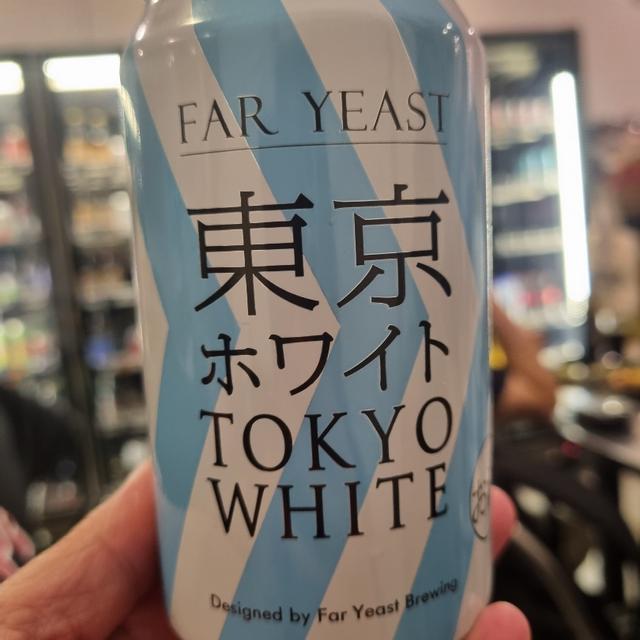 FAR YEAST
東京
ホワイト
TOKYO
WHITE
Designed by Far Yeast Brewing